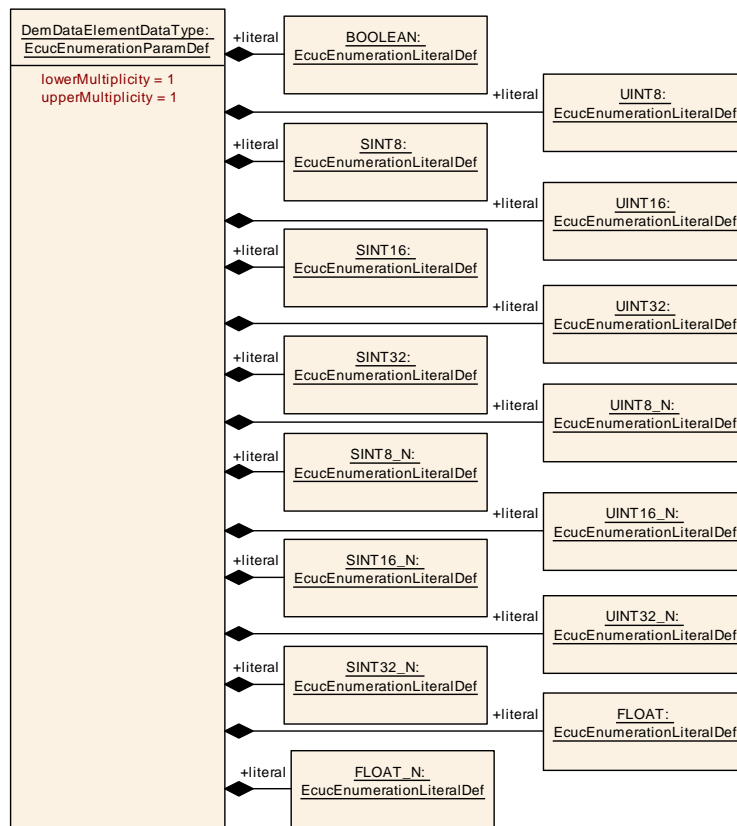 DemDataElementDataType:
EcucEnumerationParamDef
lowerMultiplicity = 1
upperMultiplicity = 1
+literal
BOOLEAN:
EcucEnumerationLiteralDef
+literal
UINT8:
EcucEnumerationLiteralDef
+literal
SINT8:
EcucEnumerationLiteralDef
+literal
UINT16:
EcucEnumerationLiteralDef
+literal
SINT16:
EcucEnumerationLiteralDef
+literal
UINT32:
EcucEnumerationLiteralDef
+literal
SINT32:
EcucEnumerationLiteralDef
+literal
UINT8_N:
EcucEnumerationLiteralDef
+literal
SINT8_N:
EcucEnumerationLiteralDef
+literal
UINT16_N:
EcucEnumerationLiteralDef
+literal
SINT16_N:
EcucEnumerationLiteralDef
+literal
UINT32_N:
EcucEnumerationLiteralDef
+literal
SINT32_N:
EcucEnumerationLiteralDef
+literal
FLOAT:
EcucEnumerationLiteralDef
+literal
FLOAT_N:
EcucEnumerationLiteralDef